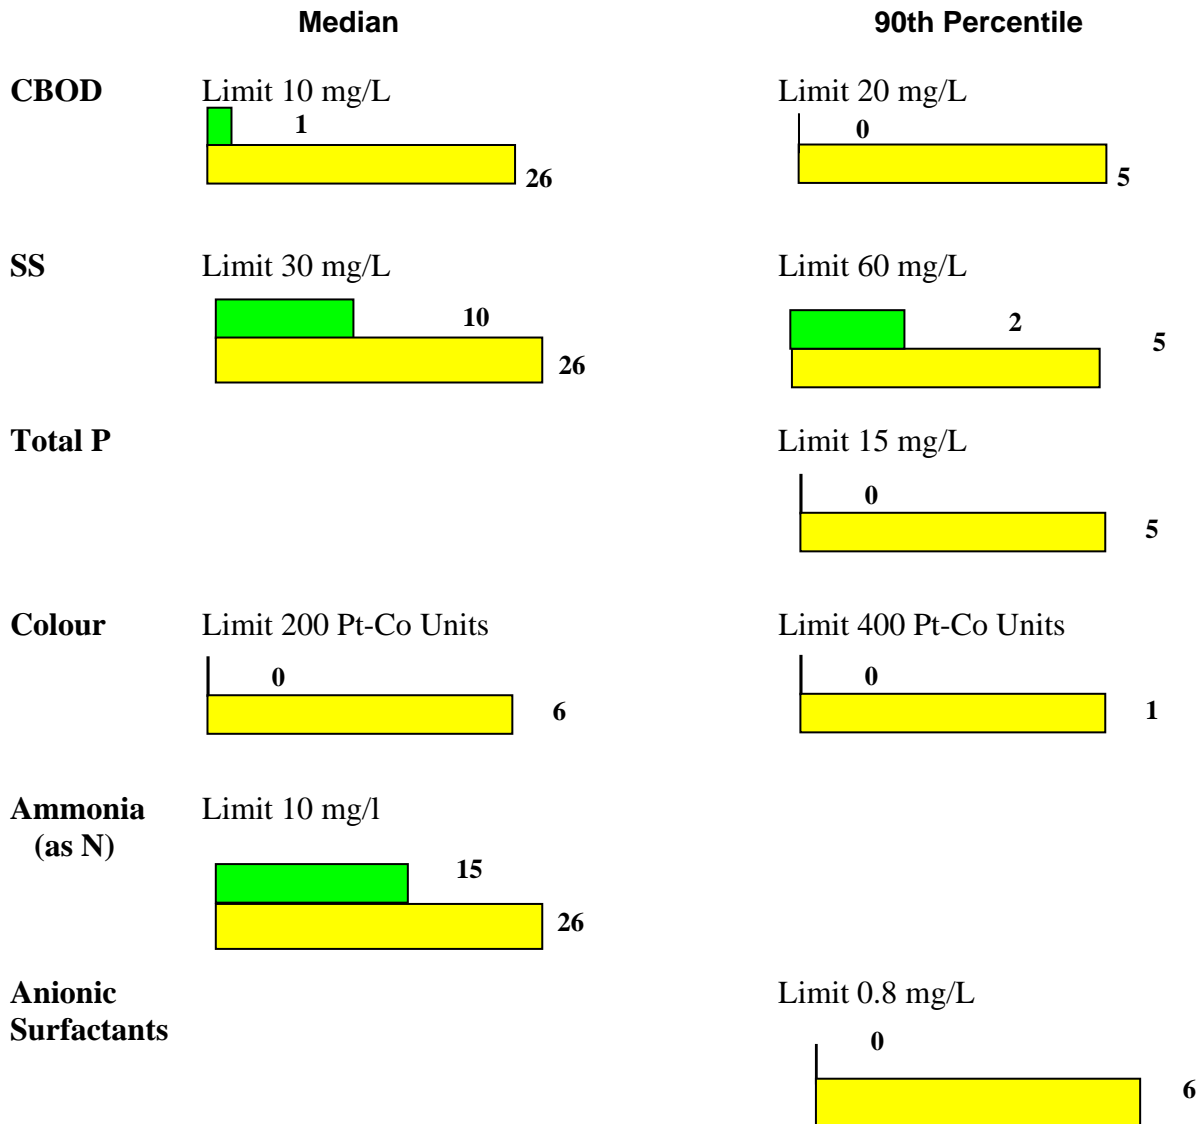 Median 90th Percentile
CBOD Limit 10 mg/L Limit 20 mg/L
1 0
26 5
SS Limit 30 mg/L Limit 60 mg/L
10 2
26 5
Total P Limit 15 mg/L
0
5
Colour Limit 200 Pt-Co Units Limit 400 Pt-Co Units
0 0
6 1
Ammonia Limit 10 mg/l
(as N)
15
26
Anionic Limit 0.8 mg/L
Surfactants
0
6